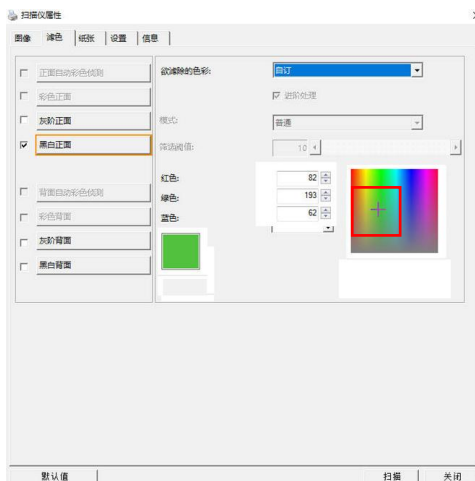 扫描仪属性
图像 滤色 纸张 设置 信息
正面自动彩色侦测
彩色正面
灰阶正面
黑白正面
背面自动彩色侦测
彩色背面
灰阶背面
黑白背面
欲滤除的色彩: 自订
进阶处理
模式: 普通
筛选阈值: 10
红色: 82
绿色: 193
蓝色: 62
默认值 扫描 关闭